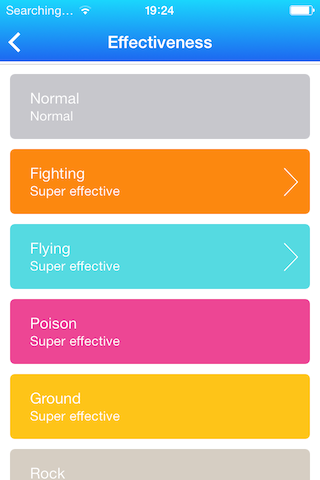 Searching... 19:24
Effectiveness
Normal
Normal
Fighting
Super effective
Flying
Super effective
Poison
Super effective
Ground
Super effective
Rock